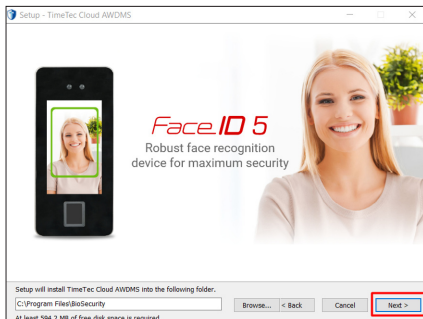 Setup - TimeTec Cloud AWDMS
Face ID 5
Robust face recognition
device for maximum security
Setup will install TimeTec Cloud AWDMS into the following folder.
C:\Program Files\BioSecurity
Browse... < Back Cancel Next >
At least 594.2 MB of free disk space is required.